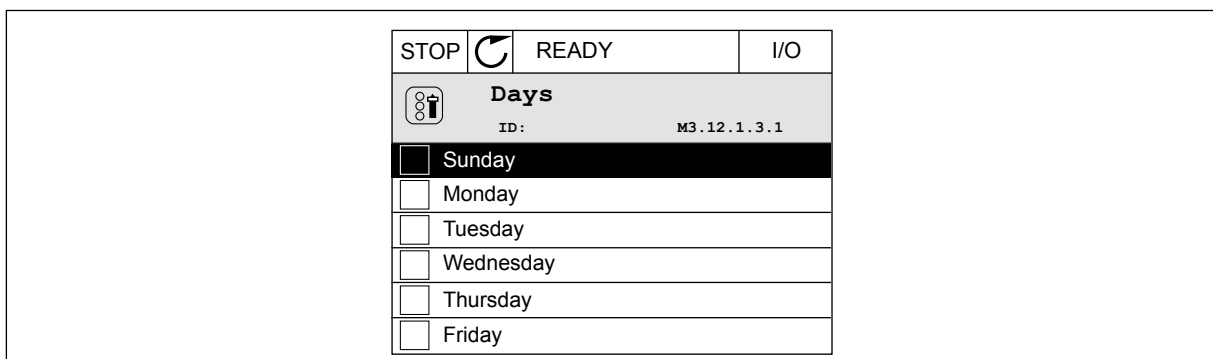 STOP READY I/O
Days
ID: M3.12.1.3.1
Sunday
Monday
Tuesday
Wednesday
Thursday
Friday